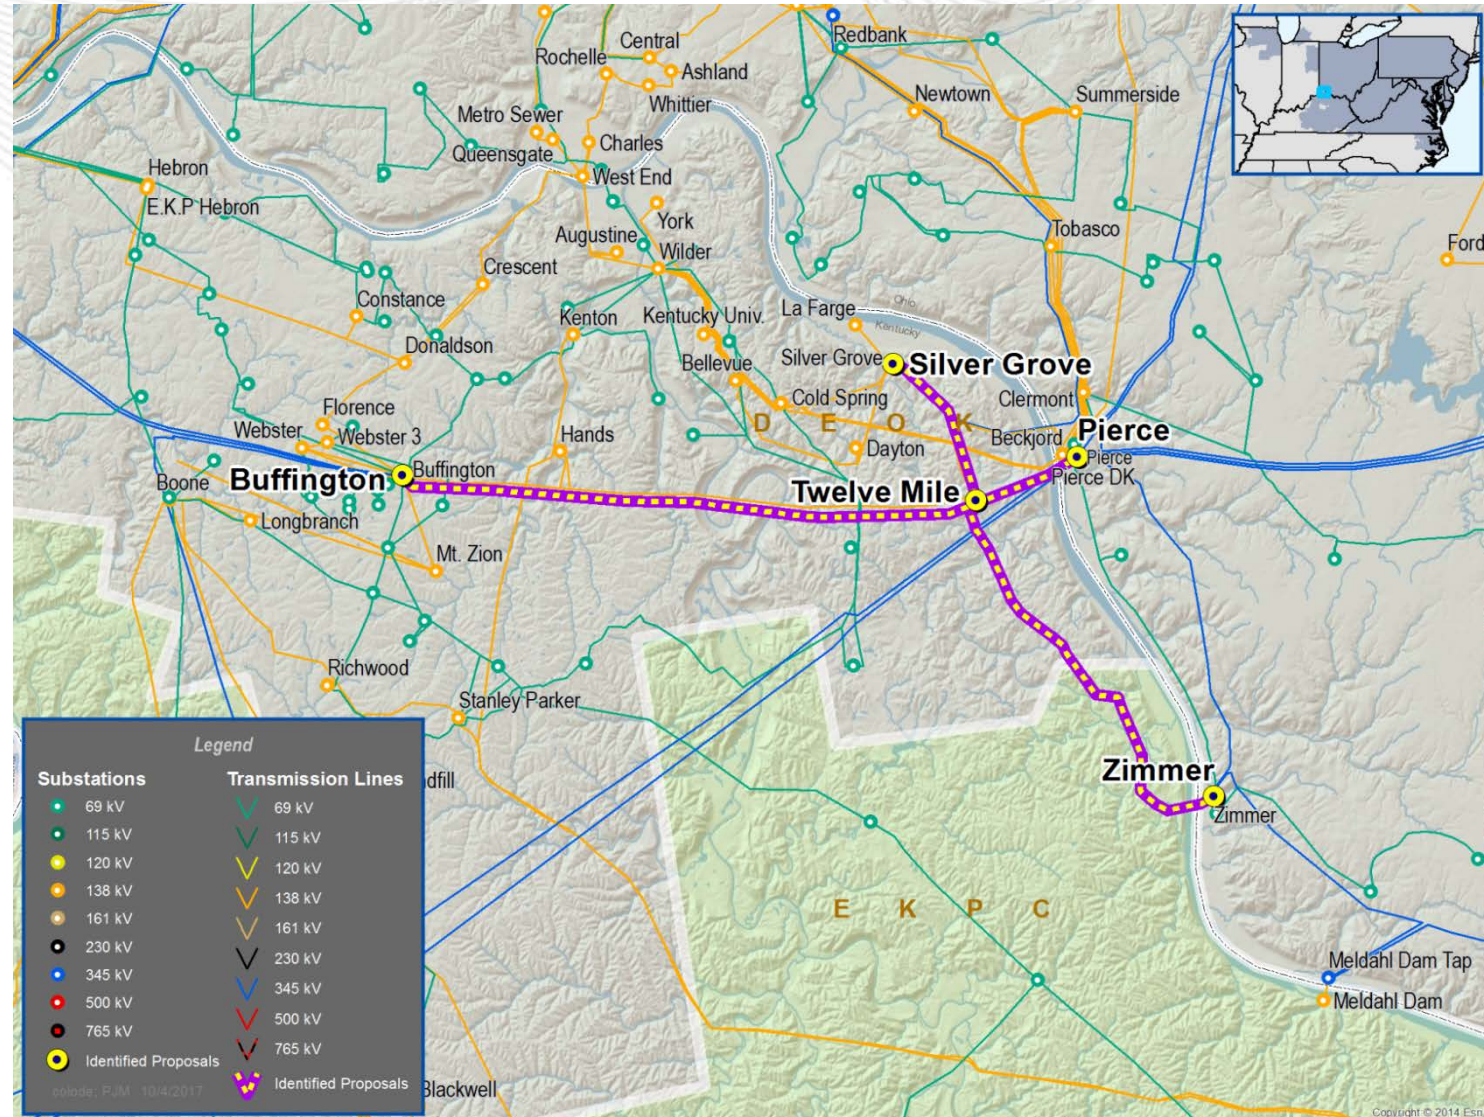 Redbank
Central
Rochelle
Ashland
Whittier
Newtown
Summerside
Metro Sewer
Charles
Queensgate
West End
Hebron
E.K.P Hebron
York
Augustine
Wilder
Tobasco
Ford
Crescent
Constance
Kenton
Kentucky Univ.
La Farge
Ohio
Kentucky
Donaldson
Bellevue
Silver Grove
Silver Grove
Cold Spring
Clermont
Florence
D E O K
Webster
Webster 3
Hands
Dayton
Beckjord
Pierce
Pierce
Pierce DK
Boone
Buffington
Buffington
Twelve Mile
Longbranch
Mt. Zion
Richwood
Stanley Parker
Zimmer
Zimmer
E K P C
Meldahl Dam Tap
Meldahl Dam
dfill
Blackwell
Legend
Substations
69 kV
115 kV
120 kV
138 kV
161 kV
230 kV
345 kV
500 kV
765 kV
Identified Proposals
Transmission Lines
69 kV
115 kV
120 kV
138 kV
161 kV
230 kV
345 kV
500 kV
765 kV
Identified Proposals
PJM 10/4/2017
Copyright © 2014 Esri